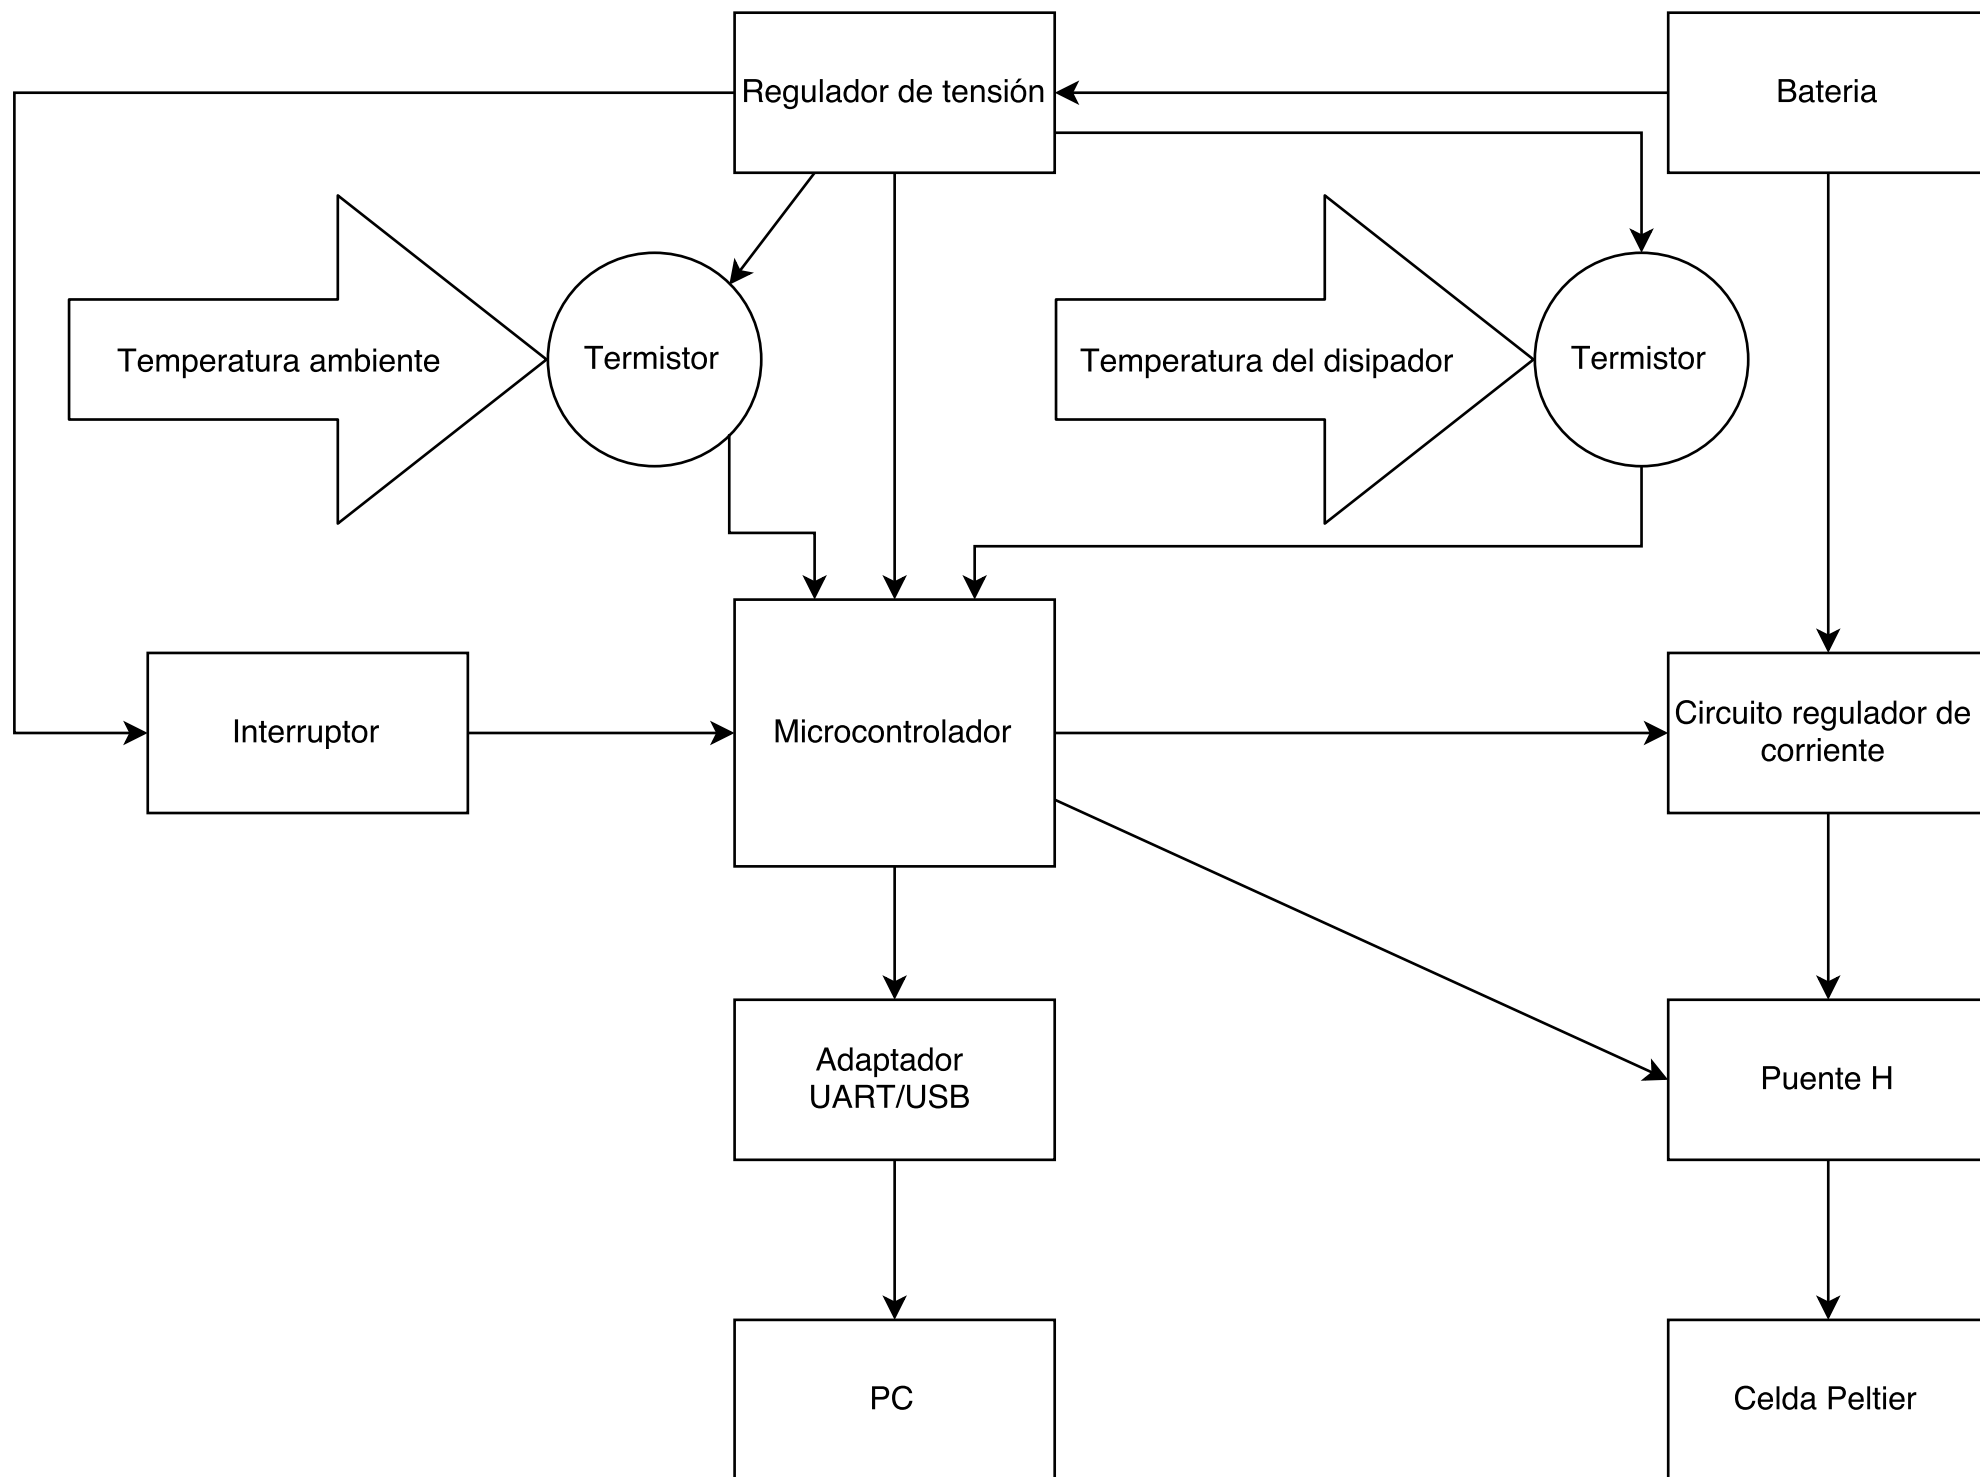 Regulador de tensión
Bateria
Temperatura ambiente
Termistor
Temperatura del disipador
Termistor
Interruptor
Microcontrolador
Circuito regulador de
corriente
Adaptador
UART/USB
Puente H
PC
Celda Peltier